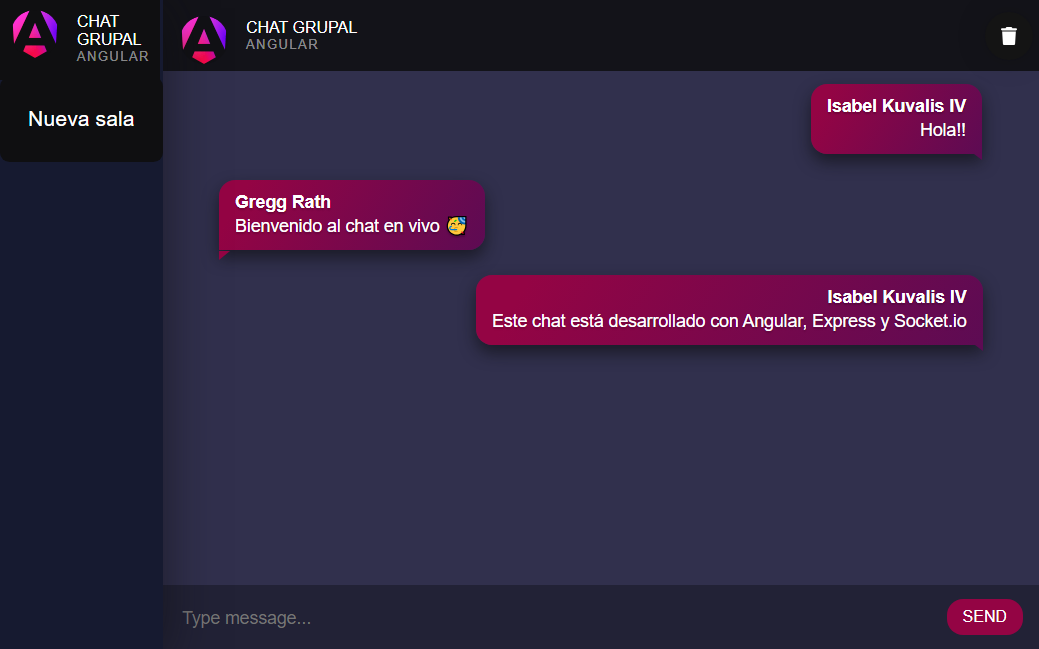 CHAT
GRUPAL
ANGULAR
Nueva sala
CHAT GRUPAL
ANGULAR
Isabel Kuvalis IV
Hola!!
Gregg Rath
Bienvenido al chat en vivo 🥳
Isabel Kuvalis IV
Este chat está desarrollado con Angular, Express y Socket.io
Type message...
SEND